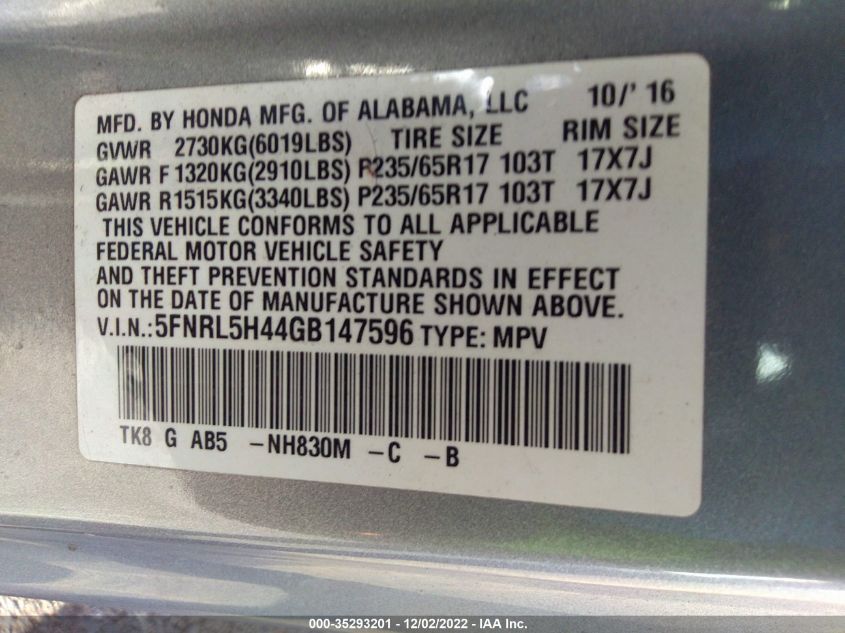 MFD. BY HONDA MFG. OF ALABAMA, LLC 10/' 16
GVWR 2730KG(6019LBS) TIRE SIZE RIM SIZE
GAWR F 1320KG(2910LBS) P235/65R17 103T 17X7J
GAWR R 1515KG(3340LBS) P235/65R17 103T 17X7J
THIS VEHICLE CONFORMS TO ALL APPLICABLE
FEDERAL MOTOR VEHICLE SAFETY
AND THEFT PREVENTION STANDARDS IN EFFECT
ON THE DATE OF MANUFACTURE SHOWN ABOVE.
V.I.N.:5FNRL5H44GB147596 TYPE: MPV
TK8 G AB5 -NH830M -C -B
000-35293201 - 12/02/2022 - IAA Inc.